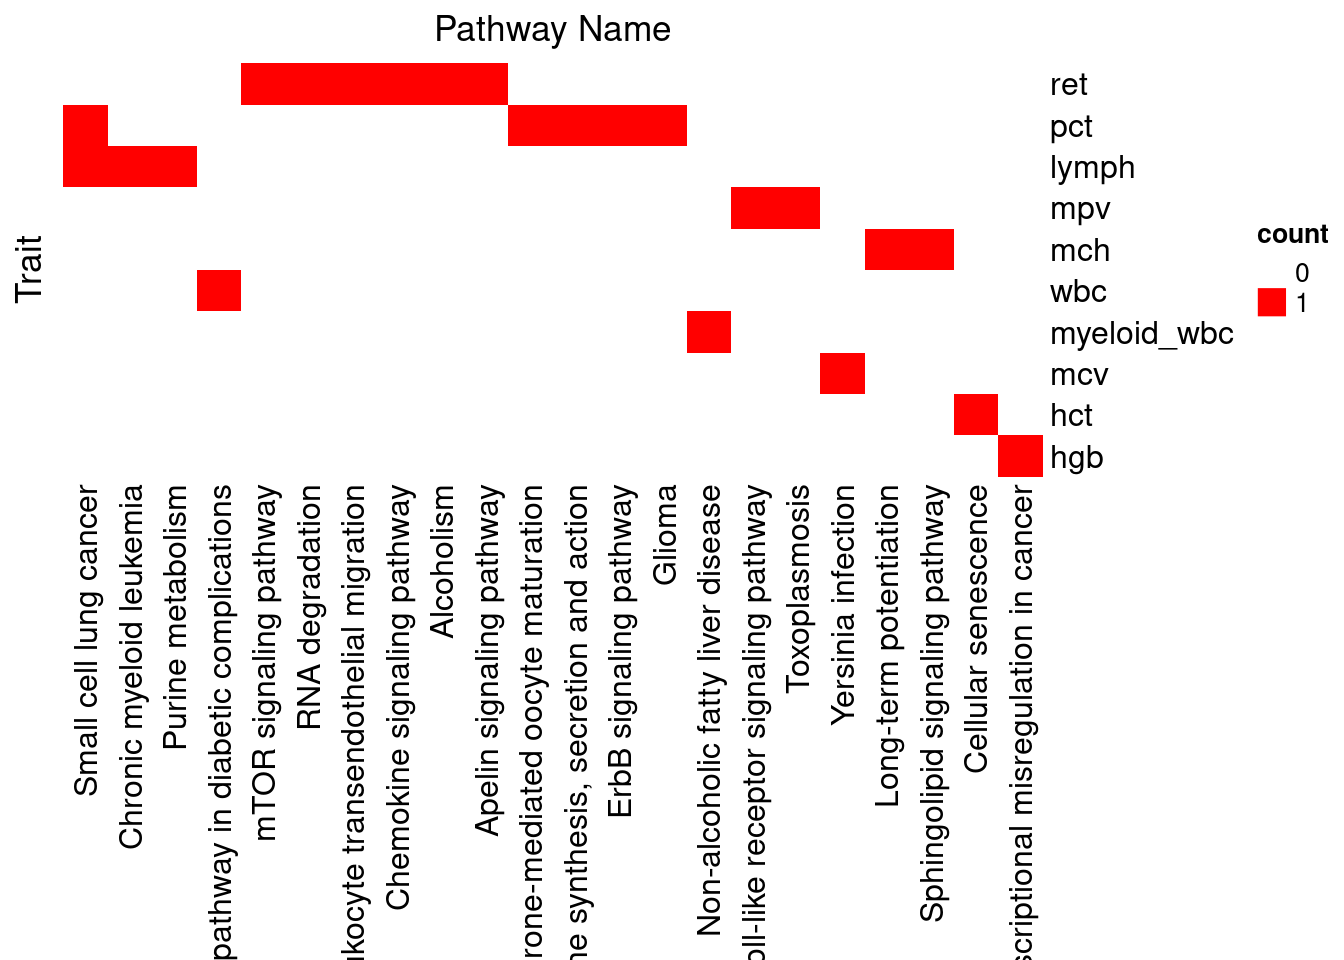 Pathway Name
ret
pct
lymph
mpv
mch
wbc
myeloid_wbc
mcv
hct
hgb
Trait
count
0
1
Small cell lung cancer
Chronic myeloid leukemia
Purine metabolism
pathway in diabetic complications
mTOR signaling pathway
RNA degradation
transendothelial migration
Chemokine signaling pathway
Alcoholism
Apelin signaling pathway
rone-mediated oocyte maturation
ne synthesis, secretion and action
ErbB signaling pathway
Glioma
Non-alcoholic fatty liver disease
oll-like receptor signaling pathway
Toxoplasmosis
Yersinia infection
Long-term potentiation
Sphingolipid signaling pathway
Cellular senescence
scriptional misregulation in cancer